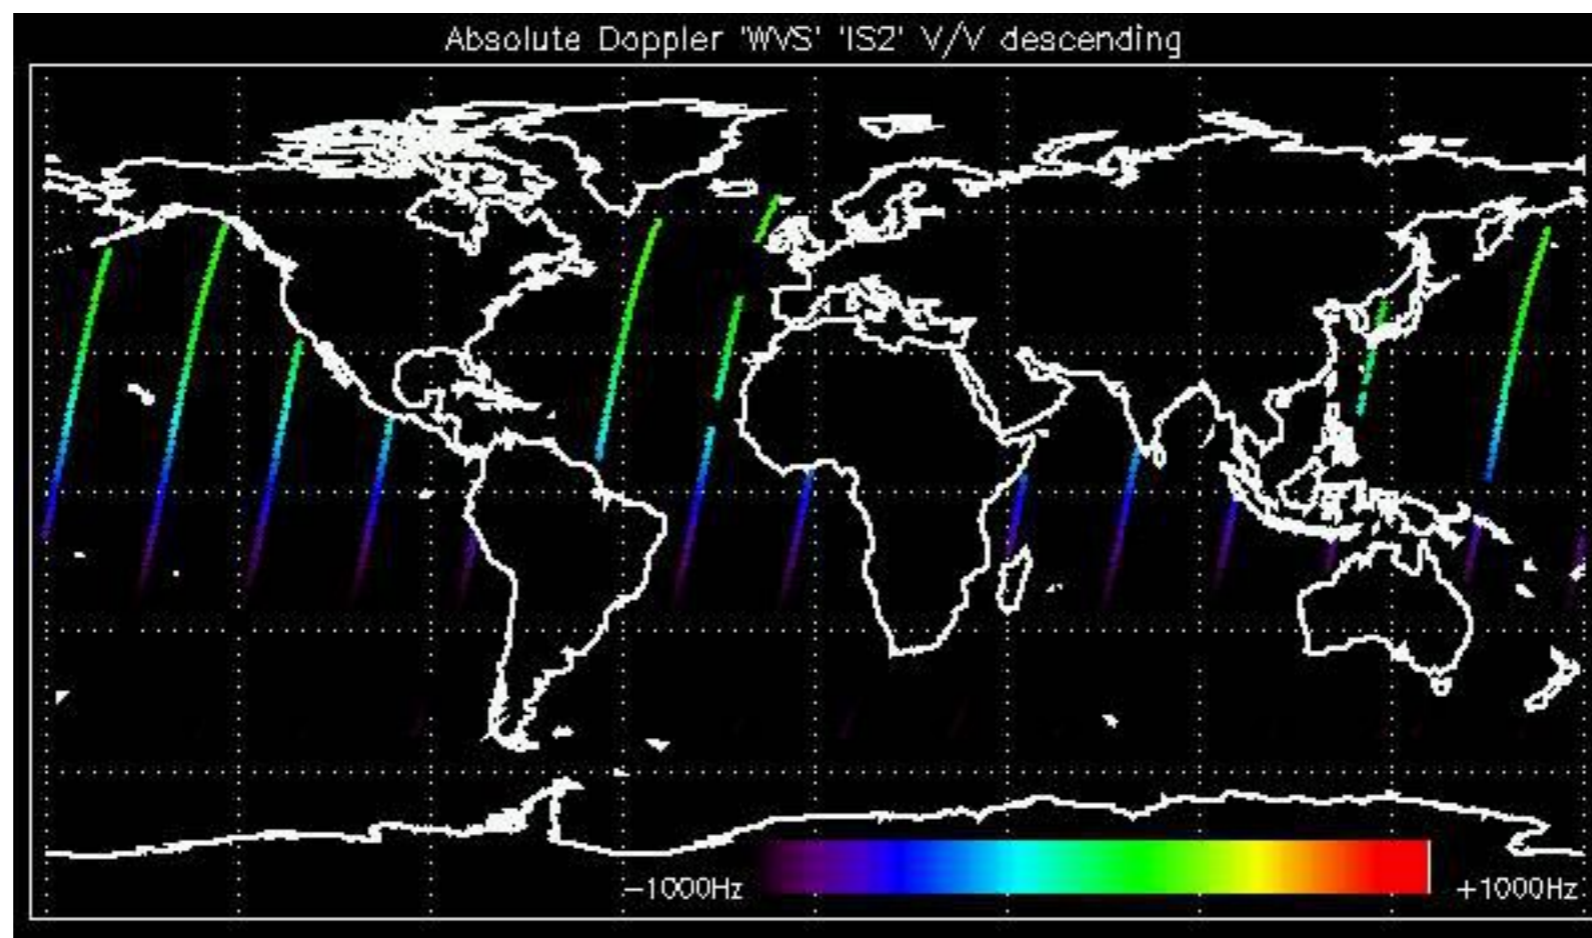 Absolute Doppler 'WVS' 'IS2' V/V descending
−1000Hz
+1000Hz